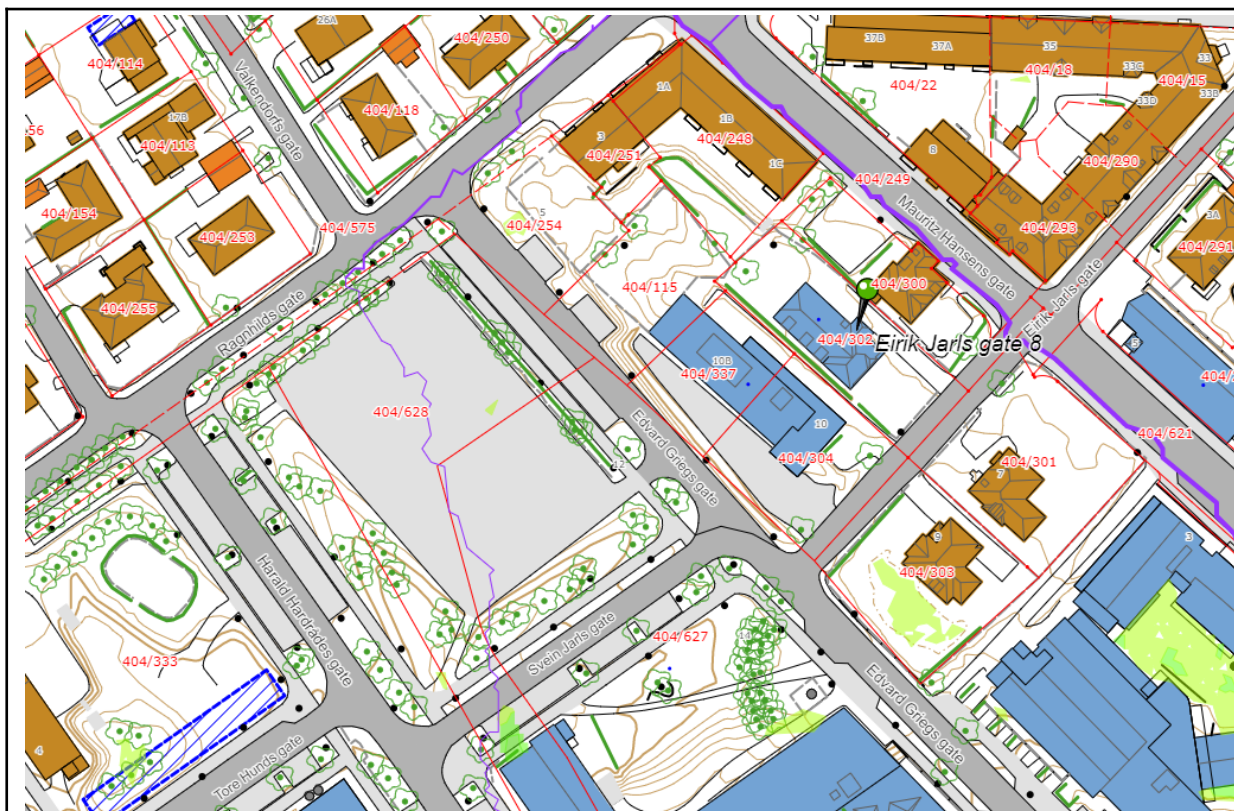 26A
404/250
37B
37A
35
33
404/114
33C
404/18
404/15
404/22
1A
33D
33B
404/118
17B
1B
404/248
Valkendorfs gate
56
404/113
3
404/251
8
1C
404/290
404/249
404/154
5
404/254
Mauritz Hansens gate
3A
404/575
404/253
404/293
404/291
404/115
404/300
Eirik Jarls gate
404/255
Ragnhilds gate
404/302
Eirik Jarls gate 8
5
10B
404/337
404/628
10
Edvard Griegs gate
404/621
404/304
12
404/301
7
9
3
404/303
Harald Hardrådes gate
404/627
14
Svein Jarls gate
404/333
Edvard Griegs gate
4
Tore Hunds gate